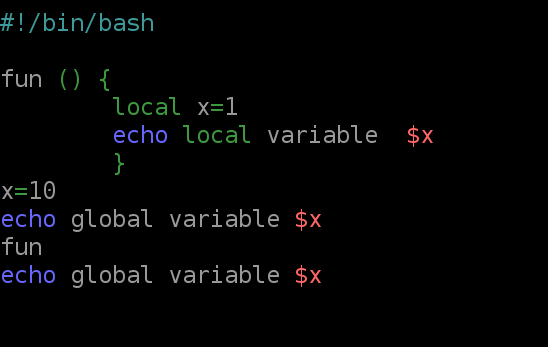 #!/bin/bash

fun () {
        local x=1
        echo local variable  $x
        }
x=10
echo global variable $x
fun
echo global variable $x